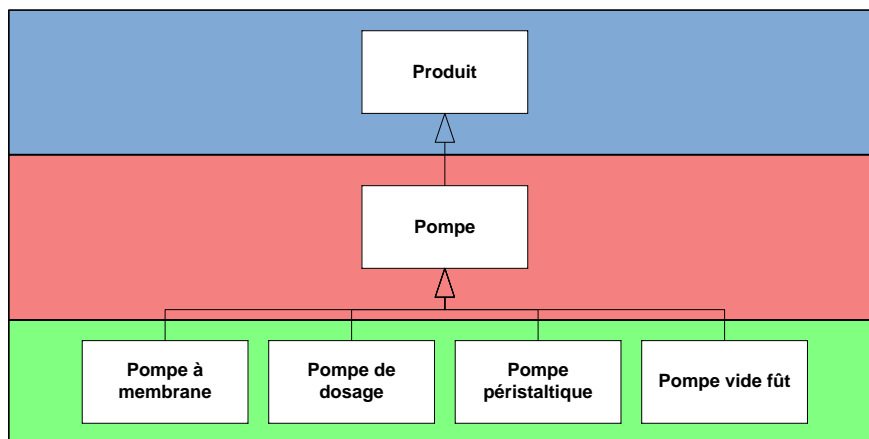 Produit
Pompe
Pompe à
membrane
Pompe de
dosage
Pompe
péristaltique
Pompe vide fût